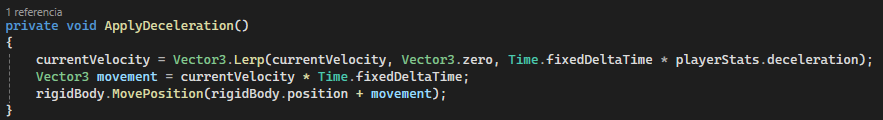 1 referencia
private void ApplyDeceleration()
{
currentVelocity = Vector3.Lerp(currentVelocity, Vector3.zero, Time.fixedDeltaTime * playerStats.deceleration);
Vector3 movement = currentVelocity * Time.fixedDeltaTime;
rigidBody.MovePosition(rigidBody.position + movement);
}